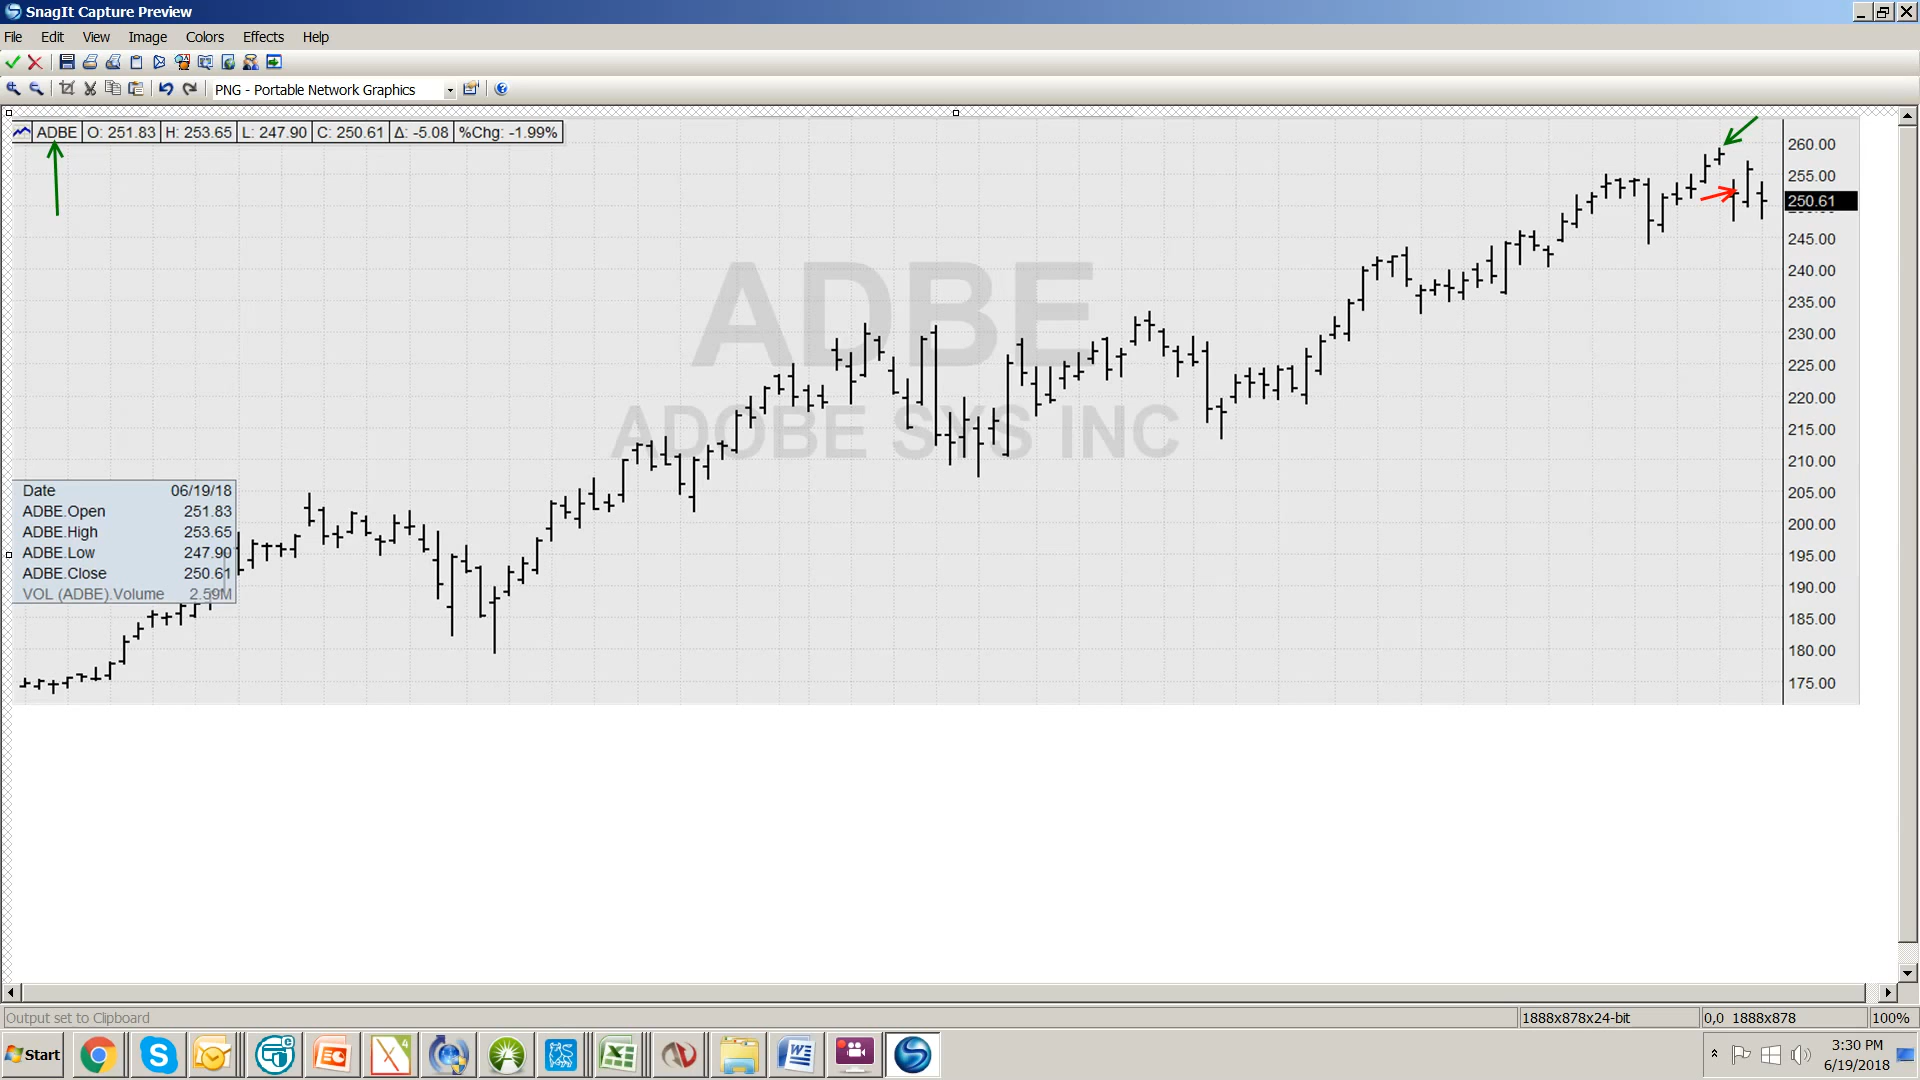 SnagIt Capture Preview
File Edit View Image Colors Effects Help
PNG - Portable Network Graphics
ADBE O: 251.83 H: 253.65 L: 247.90 C: 250.61 Δ: -5.08 %Chg: -1.99%
260.00
255.00
250.61
245.00
240.00
235.00
230.00
225.00
220.00
215.00
210.00
205.00
200.00
195.00
190.00
185.00
180.00
175.00
ADBE
ADOBE SYS INC
Date 06/19/18
ADBE.Open 251.83
ADBE.High 253.65
ADBE.Low 247.90
ADBE.Close 250.61
VOL (ADBE).Volume 2.59M
Output set to Clipboard 1888x878x24-bit 0,0 1888x878 100%
Start
3:30 PM
6/19/2018